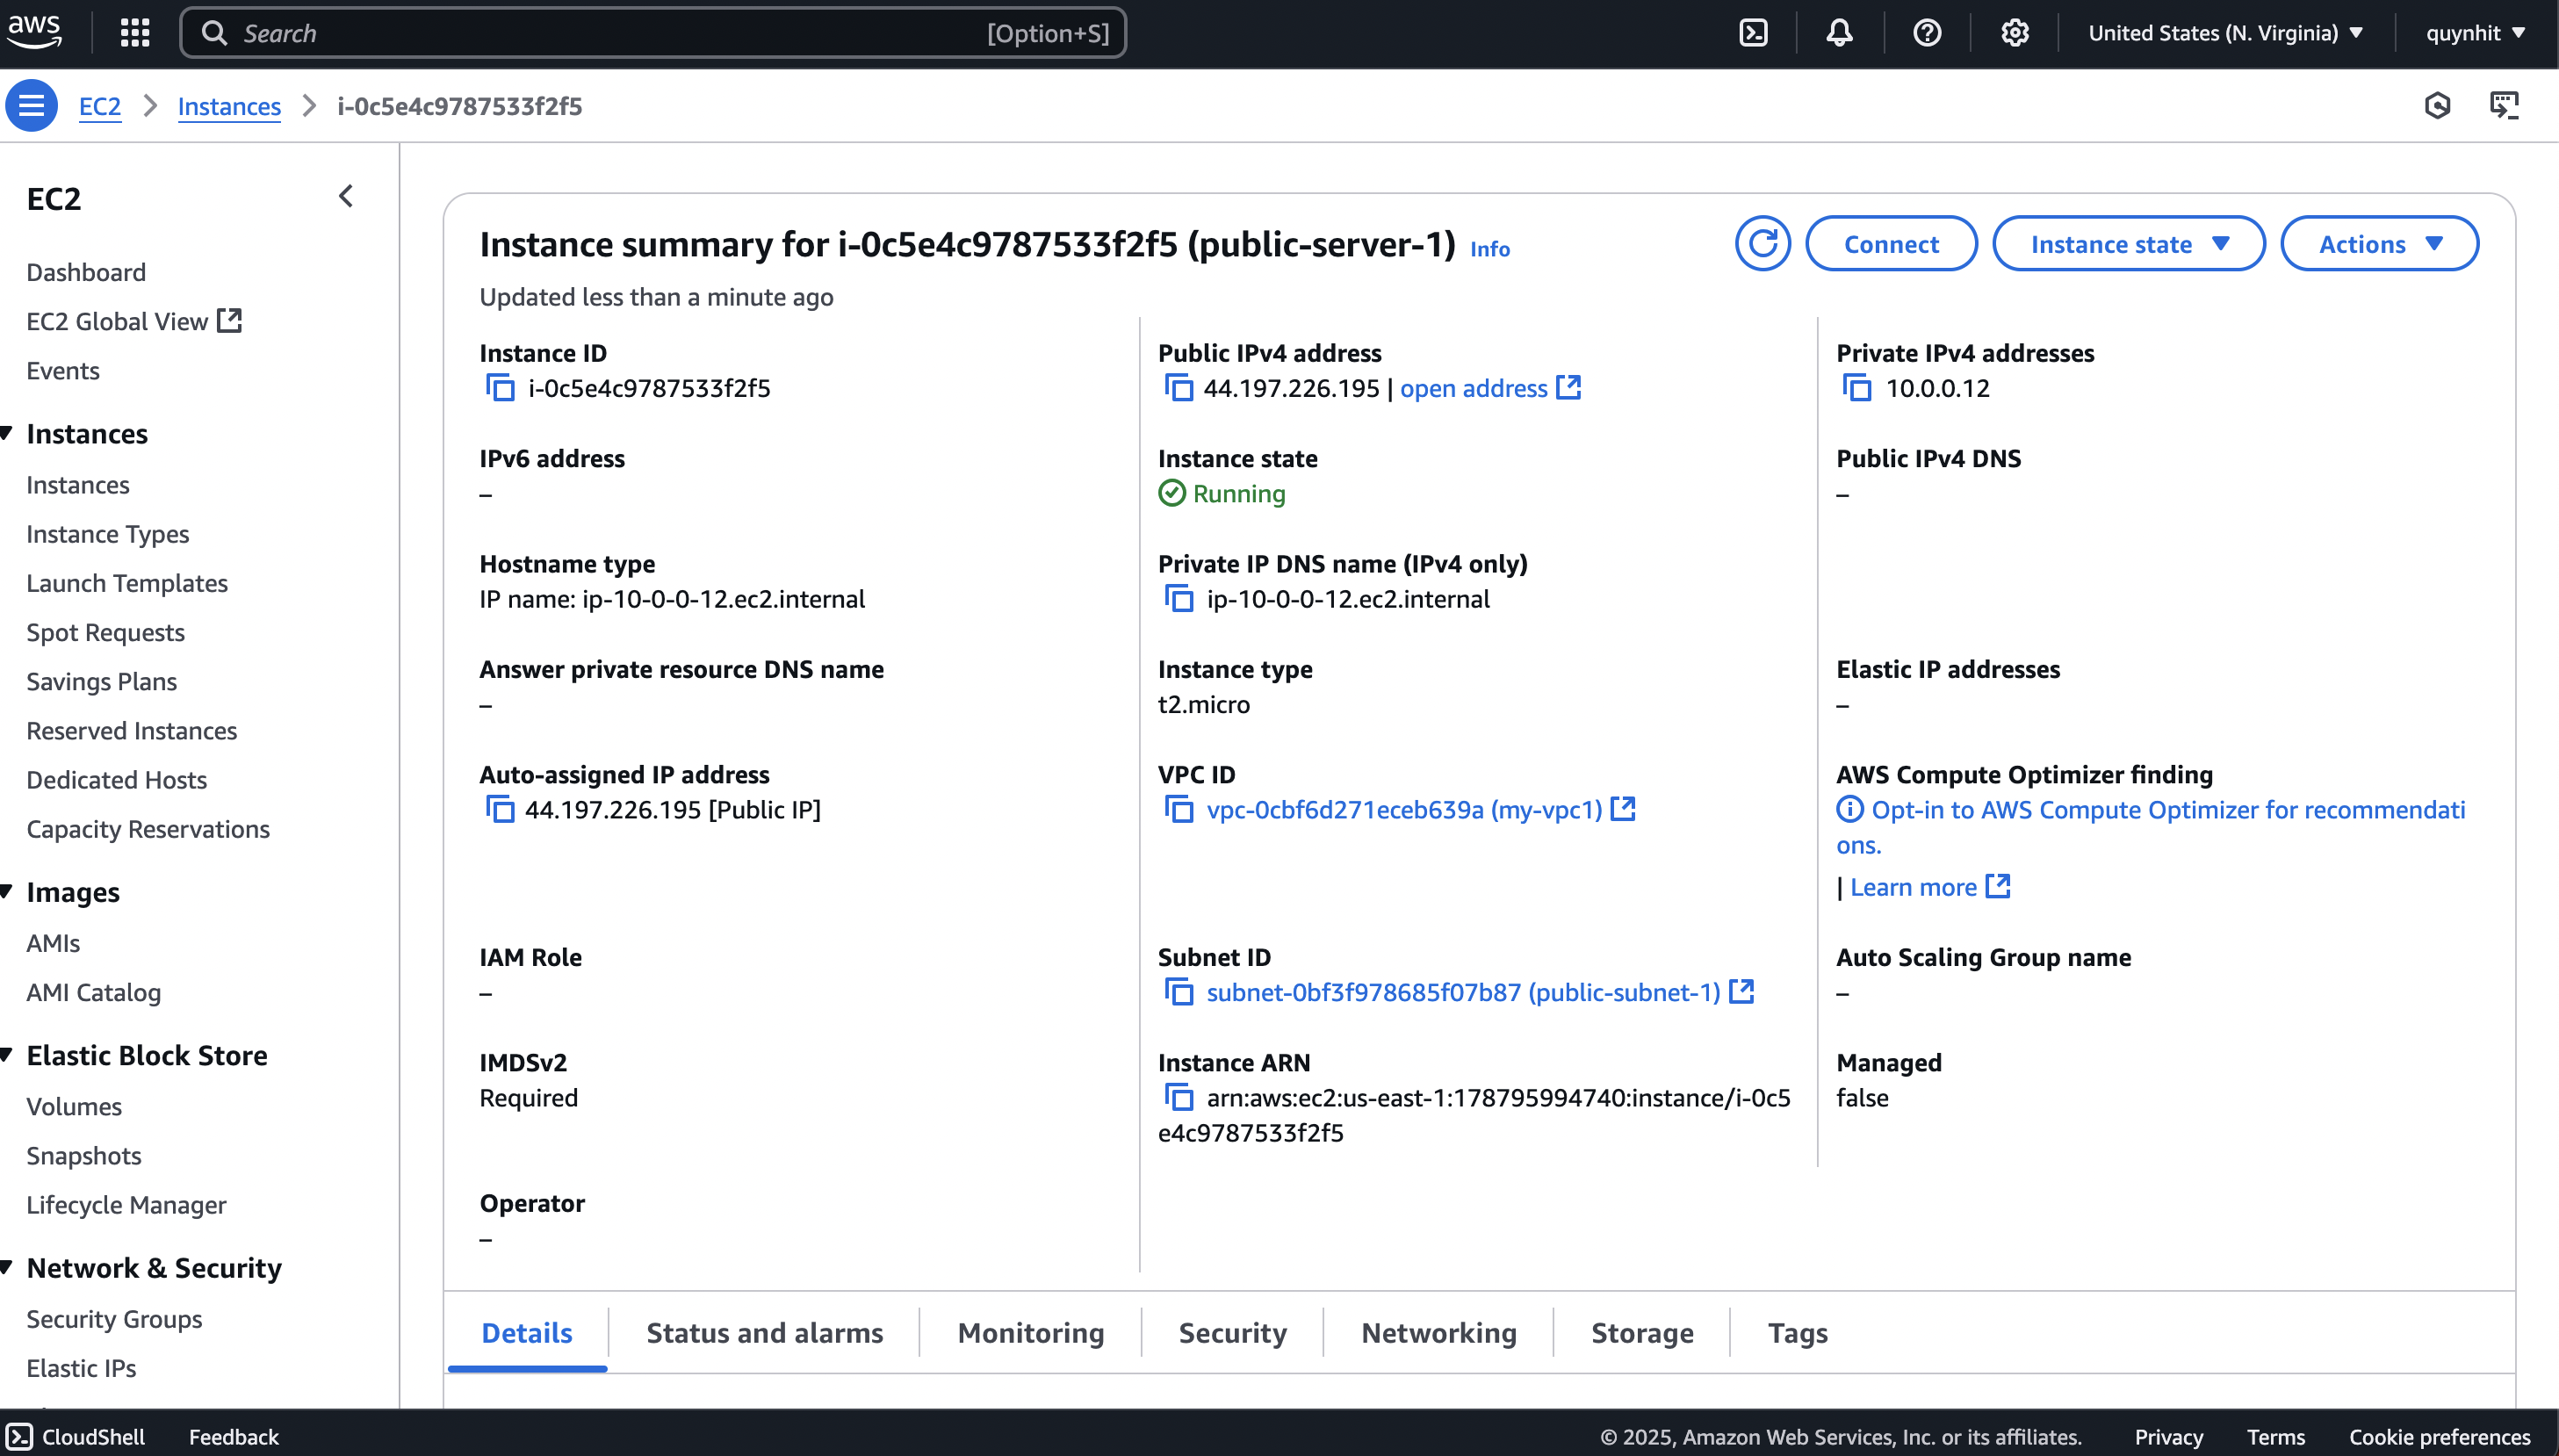 aws
Search
[Option+S]
United States (N. Virginia)
quynhit
EC2
Instances
i-0c5e4c9787533f2f5
EC2
Dashboard
EC2 Global View
Events
Instances
Instances
Instance Types
Launch Templates
Spot Requests
Savings Plans
Reserved Instances
Dedicated Hosts
Capacity Reservations
Images
AMIs
AMI Catalog
Elastic Block Store
Volumes
Snapshots
Lifecycle Manager
Network & Security
Security Groups
Elastic IPs
Instance summary for i-0c5e4c9787533f2f5 (public-server-1) Info
Connect
Instance state
Actions
Updated less than a minute ago
Instance ID
i-0c5e4c9787533f2f5
Public IPv4 address
44.197.226.195 | open address
Private IPv4 addresses
10.0.0.12
IPv6 address
–
Instance state
Running
Public IPv4 DNS
–
Hostname type
IP name: ip-10-0-0-12.ec2.internal
Private IP DNS name (IPv4 only)
ip-10-0-0-12.ec2.internal
Answer private resource DNS name
–
Instance type
t2.micro
Elastic IP addresses
–
Auto-assigned IP address
44.197.226.195 [Public IP]
VPC ID
vpc-0cbf6d271eceb639a (my-vpc1)
AWS Compute Optimizer finding
Opt-in to AWS Compute Optimizer for recommendati
ons.
| Learn more
IAM Role
–
Subnet ID
subnet-0bf3f978685f07b87 (public-subnet-1)
Auto Scaling Group name
–
IMDSv2
Required
Instance ARN
arn:aws:ec2:us-east-1:178795994740:instance/i-0c5
e4c9787533f2f5
Managed
false
Operator
–
Details
Status and alarms
Monitoring
Security
Networking
Storage
Tags
CloudShell
Feedback
© 2025, Amazon Web Services, Inc. or its affiliates.
Privacy
Terms
Cookie preferences